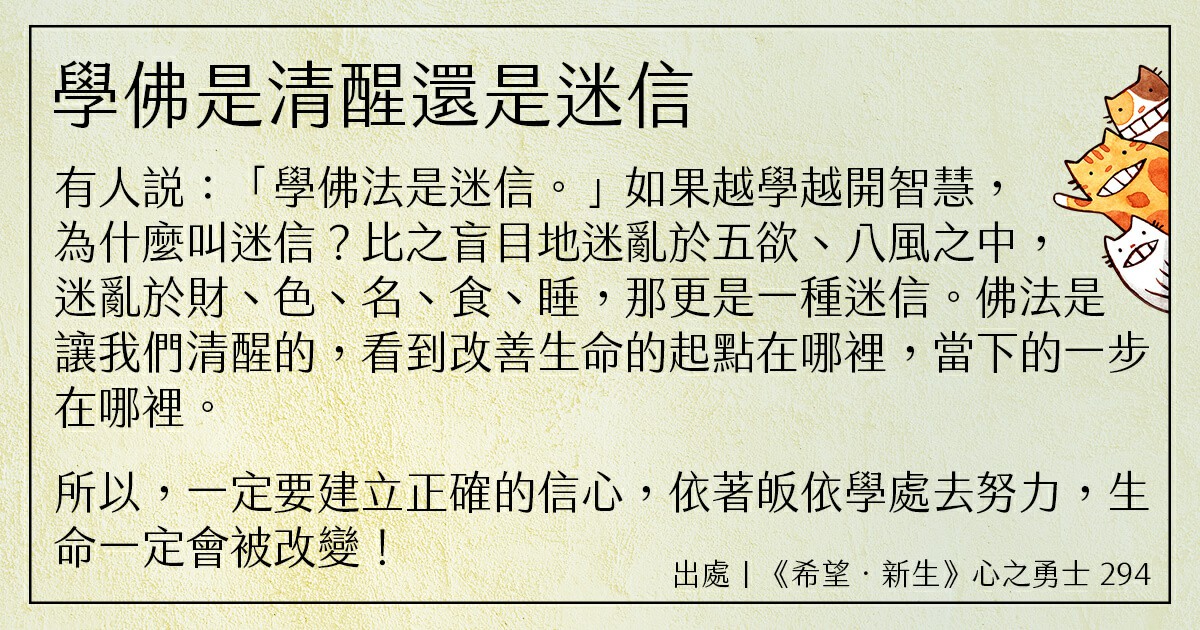 學佛是清醒還是迷信
有人説：「學佛法是迷信。」如果越學越開智慧，
為什麼叫迷信？比之盲目地迷亂於五欲、八風之中，
迷亂於財、色、名、食、睡，那更是一種迷信。佛法是
讓我們清醒的，看到改善生命的起點在哪裡，當下的一步
在哪裡。
所以，一定要建立正確的信心，依著皈依學處去努力，生
命一定會被改變！
出處丨《希望．新生》心之勇士 294